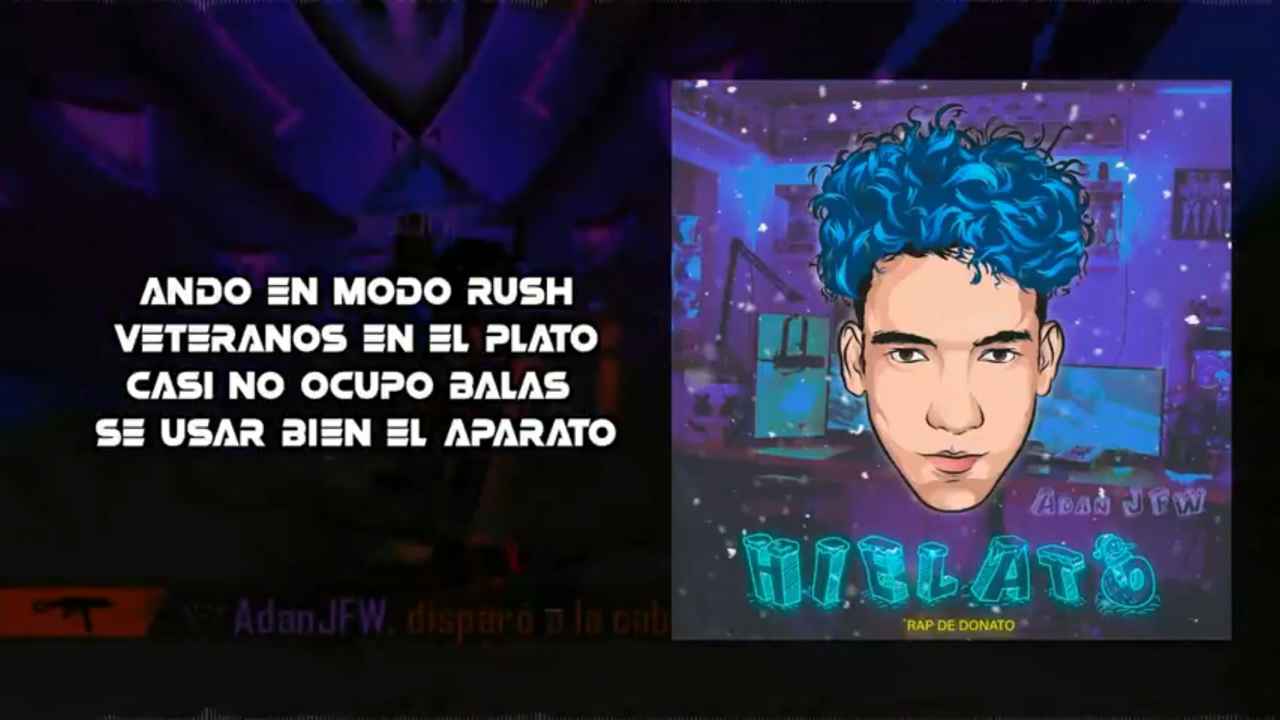 ANDO EN MODO RUSH
VETERANOS EN EL PLATO
CASI NO OCUPO BALAS
SE USAR BIEN EL APARATO
ADAN JFW
HIELATO
RAP DE DONATO
AdanJFW. disparó a la cab